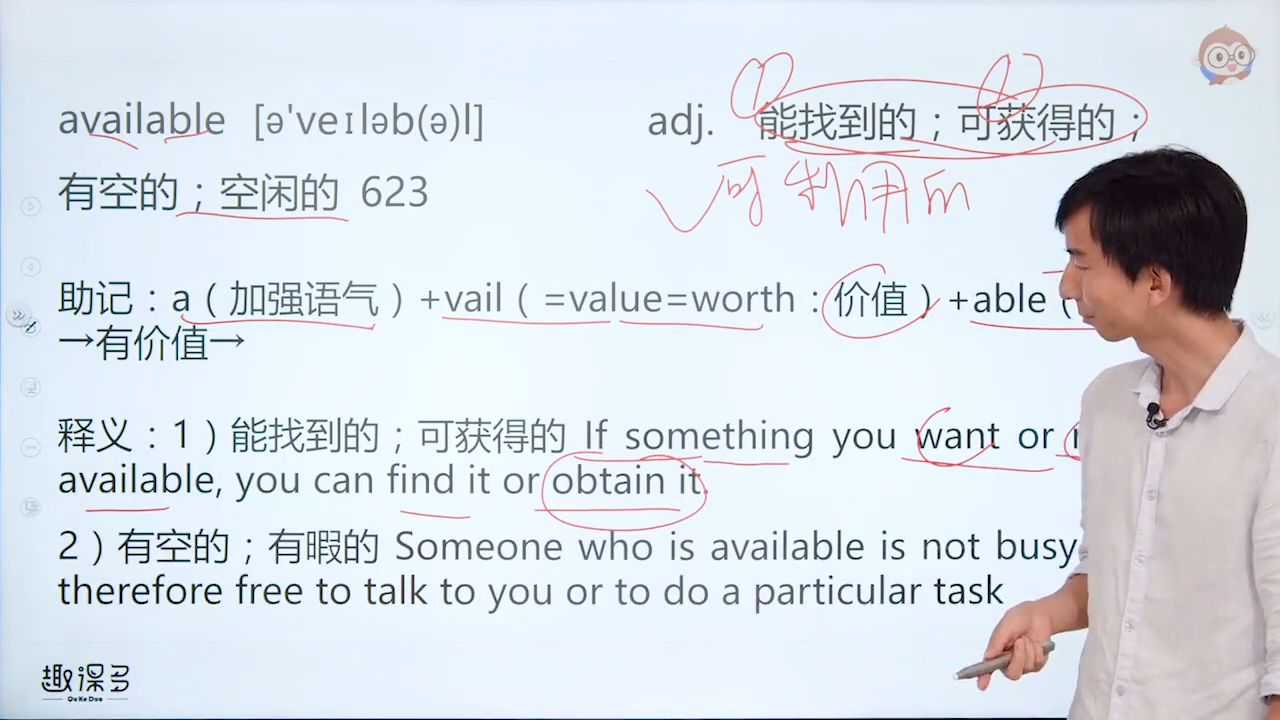 available [ə'veɪləb(ə)l] adj. 能找到的；可获得的；
可利用的
有空的；空闲的 623
助记：a（加强语气）+vail（=value=worth：价值）+able（
→有价值→
释义：1）能找到的；可获得的 If something you want or
available, you can find it or obtain it.
2）有空的；有暇的 Someone who is available is not busy
therefore free to talk to you or to do a particular task
趣课多
Qu Ke Duo